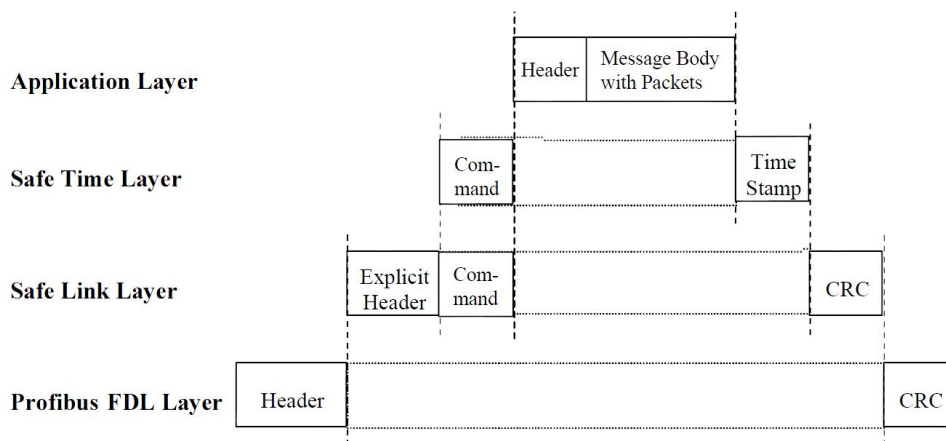 Application Layer
Header
Message Body
with Packets
Safe Time Layer
Com-
mand
Time
Stamp
Safe Link Layer
Explicit
Header
Com-
mand
CRC
Profibus FDL Layer
Header
CRC